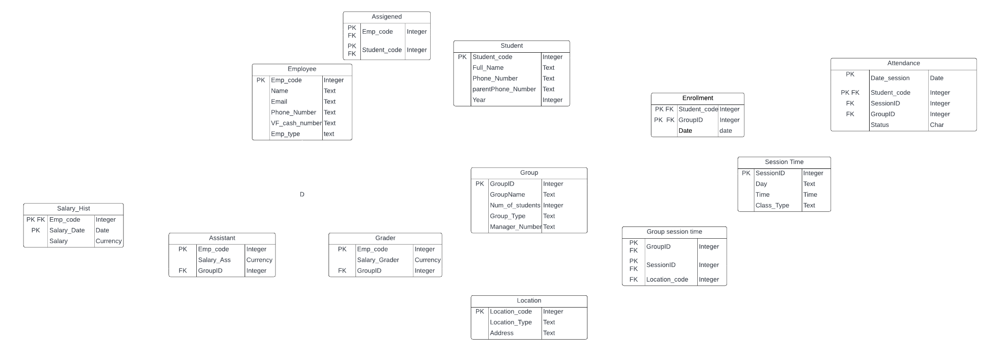 Assigened
PK
FK
Emp_code Integer
PK
FK
Student_code Integer
Student
PK Student_code Integer
Full_Name Text
Phone_Number Text
parentPhone_Number Text
Year Integer
Employee
PK Emp_code Integer
Name Text
Email Text
Phone_Number Text
VF_cash_number Text
Emp_type text
Attendance
PK Date_session Date
PK FK Student_code Integer
FK SessionID Integer
FK GroupID Integer
Status Char
Enrollment
PK FK Student_code Integer
PK FK GroupID Integer
Date date
Session Time
PK SessionID Integer
Day Text
Time Time
Class_Type Text
Group
PK GroupID Integer
GroupName Text
Num_of_students Integer
Group_Type Text
Manager_Number Text
D
Salary_Hist
PK FK Emp_code Integer
PK Salary_Date Date
Salary Currency
Assistant
PK Emp_code Integer
Salary_Ass Currency
FK GroupID Integer
Grader
PK Emp_code Integer
Salary_Grader Currency
FK GroupID Integer
Group session time
PK
FK
GroupID Integer
PK
FK
SessionID Integer
FK Location_code Integer
Location
PK Location_code Integer
Location_Type Text
Address Text